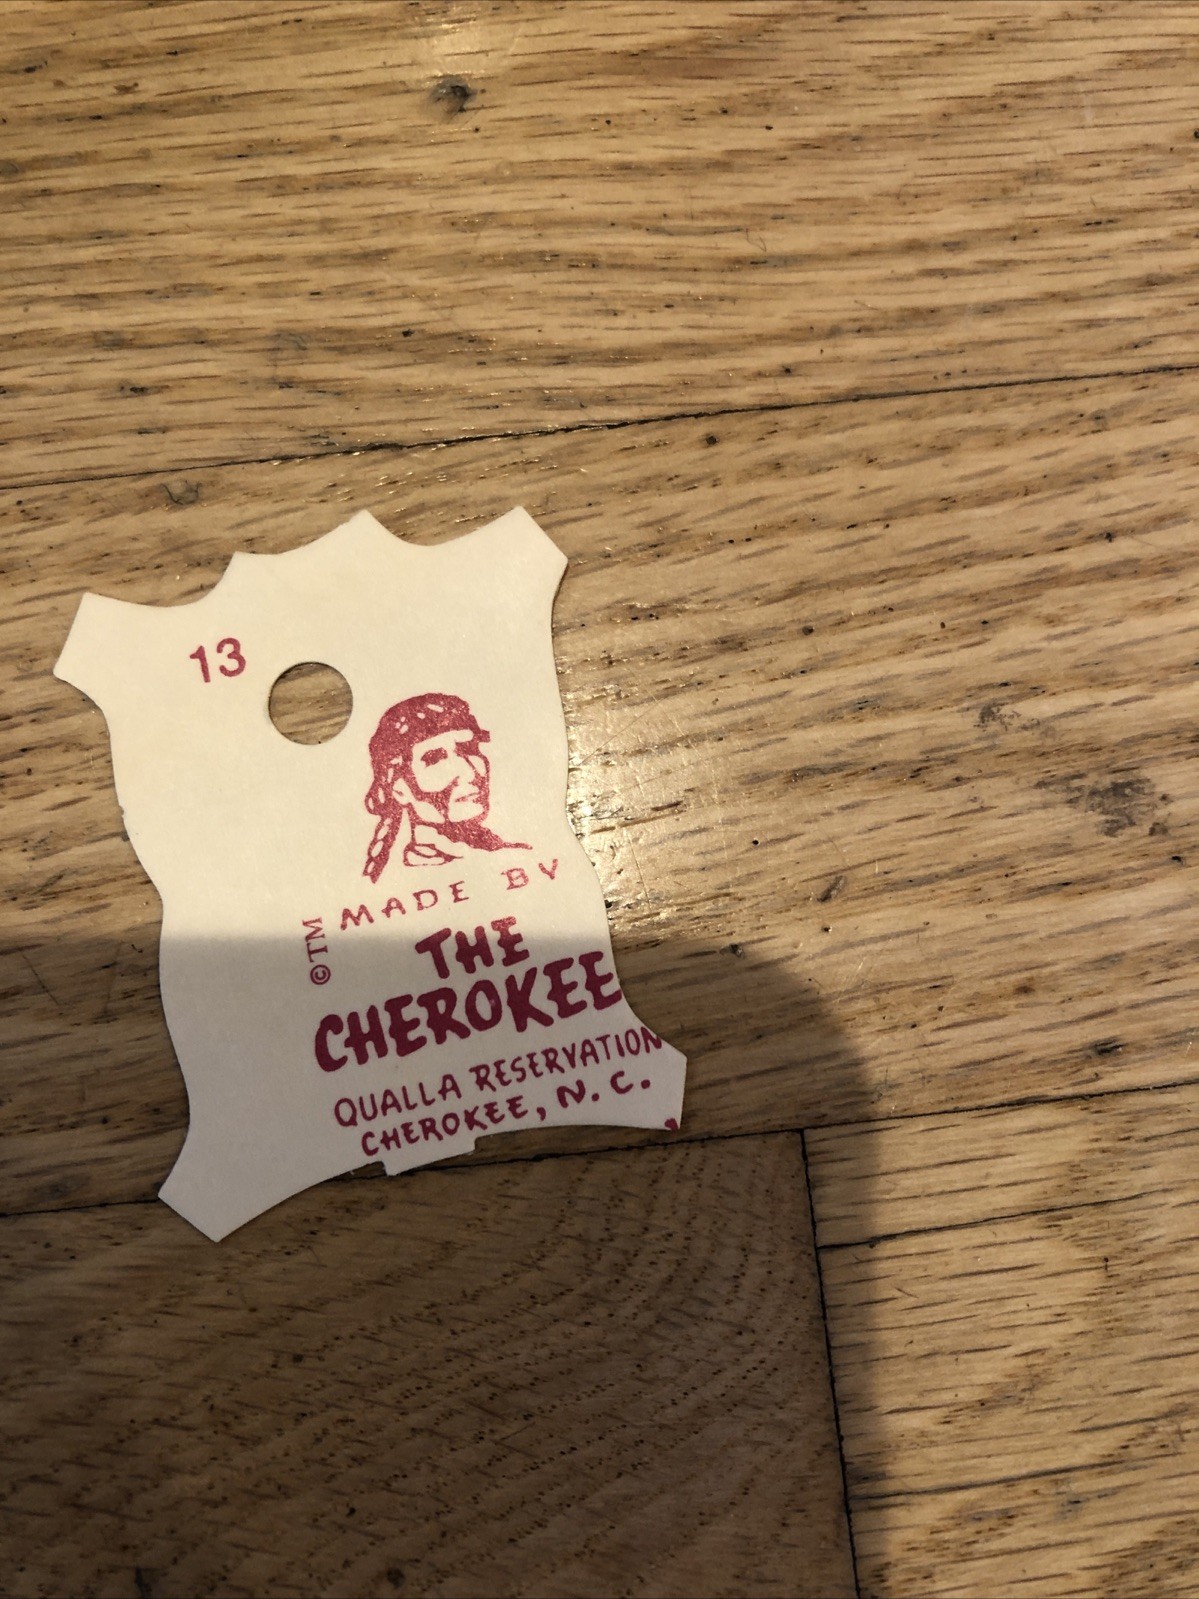 13
©TM
MADE BY
THE
CHEROKEE
QUALLA RESERVATION
CHEROKEE, N. C.